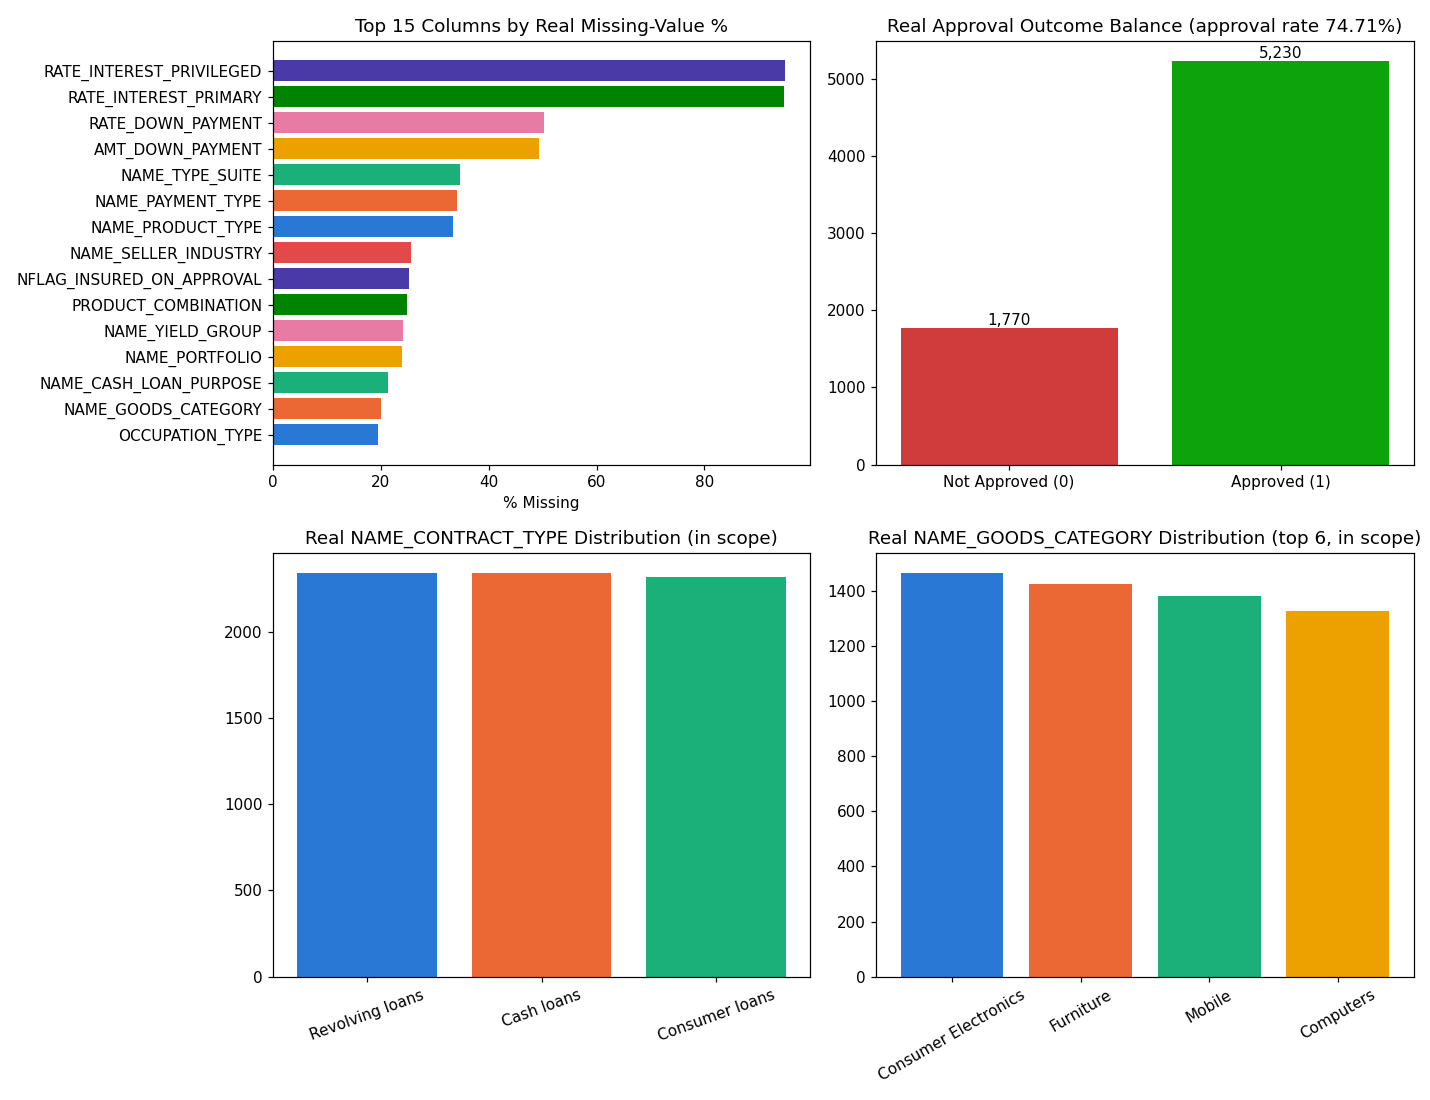 Top 15 Columns by Real Missing-Value %
RATE_INTEREST_PRIVILEGED
RATE_INTEREST_PRIMARY
RATE_DOWN_PAYMENT
AMT_DOWN_PAYMENT
NAME_TYPE_SUITE
NAME_PAYMENT_TYPE
NAME_PRODUCT_TYPE
NAME_SELLER_INDUSTRY
NFLAG_INSURED_ON_APPROVAL
PRODUCT_COMBINATION
NAME_YIELD_GROUP
NAME_PORTFOLIO
NAME_CASH_LOAN_PURPOSE
NAME_GOODS_CATEGORY
OCCUPATION_TYPE
0 20 40 60 80
% Missing
Real Approval Outcome Balance (approval rate 74.71%)
5000
4000
3000
2000
1000
0
1,770
5,230
Not Approved (0) Approved (1)
Real NAME_CONTRACT_TYPE Distribution (in scope)
2000
1500
1000
500
0
Revolving loans
Cash loans
Consumer loans
Real NAME_GOODS_CATEGORY Distribution (top 6, in scope)
1400
1200
1000
800
600
400
200
0
Consumer Electronics
Furniture
Mobile
Computers